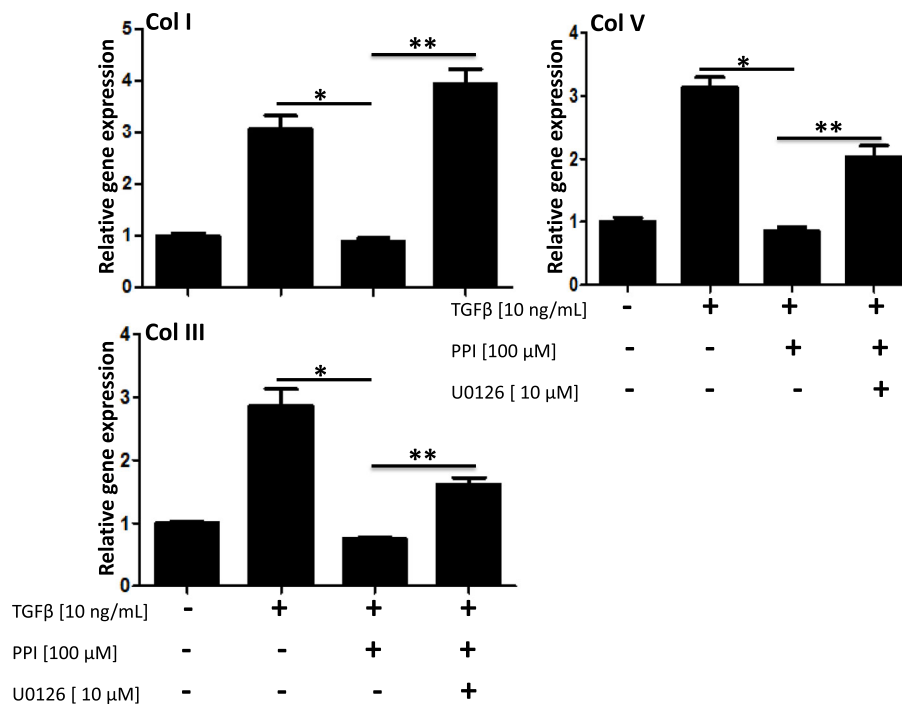 Col I
Relative gene expression
5
4
3
2
1
0
*
**
Col V
Relative gene expression
4
3
2
1
0
*
**
TGFβ [10 ng/mL] - + + +
PPI [100 µM] - - + +
U0126 [ 10 µM] - - - +
Col III
Relative gene expression
4
3
2
1
0
*
**
TGFβ [10 ng/mL] - + + +
PPI [100 µM] - - + +
U0126 [ 10 µM] - - - +